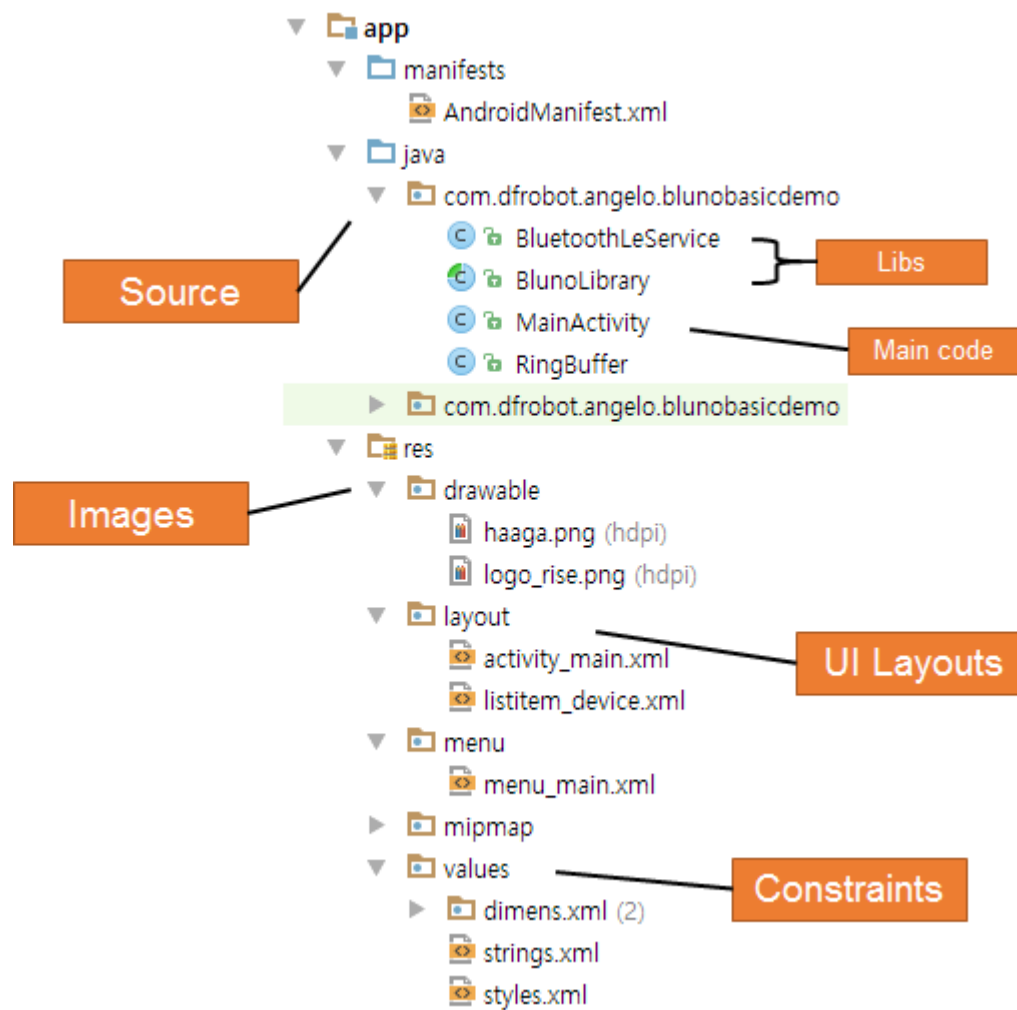 app
manifests
AndroidManifest.xml
java
com.dfrobot.angelo.blunobasicdemo
BluetoothLeService
BlunoLibrary
Libs
Source
MainActivity
Main code
RingBuffer
com.dfrobot.angelo.blunobasicdemo
res
drawable
Images
haaga.png (hdpi)
logo_rise.png (hdpi)
layout
activity_main.xml
UI Layouts
listitem_device.xml
menu
menu_main.xml
mipmap
values
Constraints
dimens.xml (2)
strings.xml
styles.xml